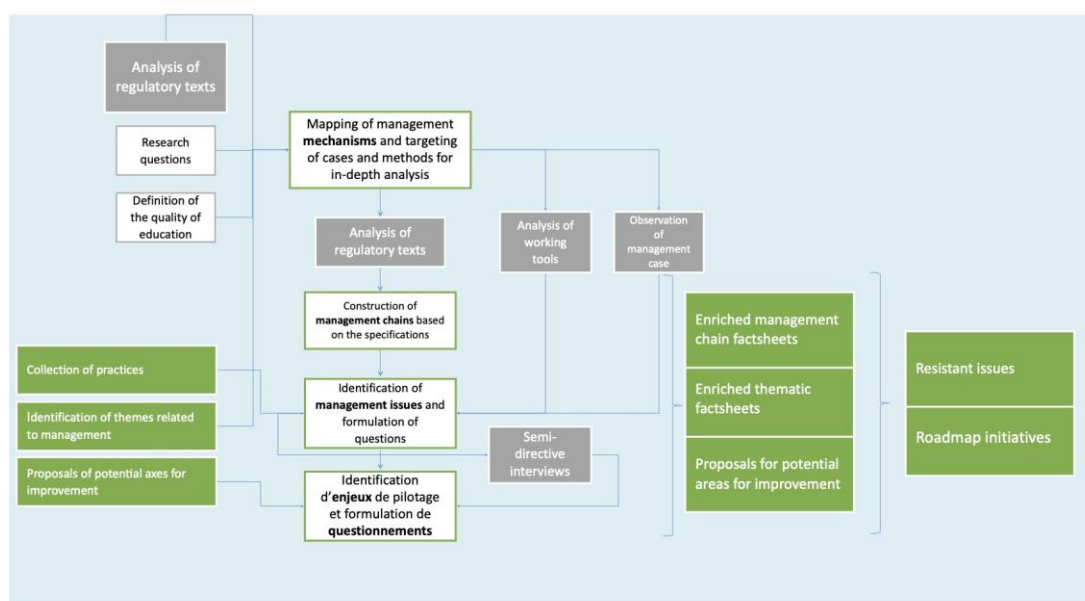 Analysis of
regulatory texts
Research
questions
Definition of
the quality of
education
Mapping of management
mechanisms and targeting
of cases and methods for
in-depth analysis
Analysis of
regulatory texts
Analysis of
working
tools
Observation
of
management
case
Construction of
management chains based
on the specifications
Collection of practices
Identification of themes related
to management
Proposals of potential axes for
improvement
Identification of
management issues and
formulation of
questions
Semi-
directive
interviews
Identification
d'enjeux de pilotage
et formulation de
questionnements
Enriched management
chain factsheets
Enriched thematic
factsheets
Proposals for potential
areas for improvement
Resistant issues
Roadmap initiatives